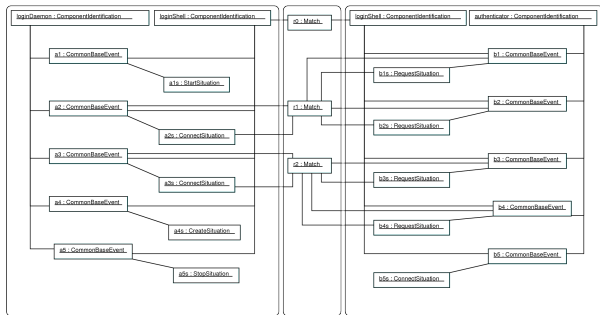 loginDaemon : ComponentIdentification
loginShell : ComponentIdentification
r0 : Match
loginShell : ComponentIdentification
authenticator : ComponentIdentification
a1 : CommonBaseEvent
a1s : StartSituation
b1 : CommonBaseEvent
b1s : RequestSituation
a2 : CommonBaseEvent
a2s : ConnectSituation
r1 : Match
b2 : CommonBaseEvent
b2s : RequestSituation
a3 : CommonBaseEvent
a3s : ConnectSituation
r2 : Match
b3 : CommonBaseEvent
b3s : RequestSituation
a4 : CommonBaseEvent
a4s : CreateSituation
b4 : CommonBaseEvent
b4s : RequestSituation
a5 : CommonBaseEvent
a5s : StopSituation
b5 : CommonBaseEvent
b5s : ConnectSituation